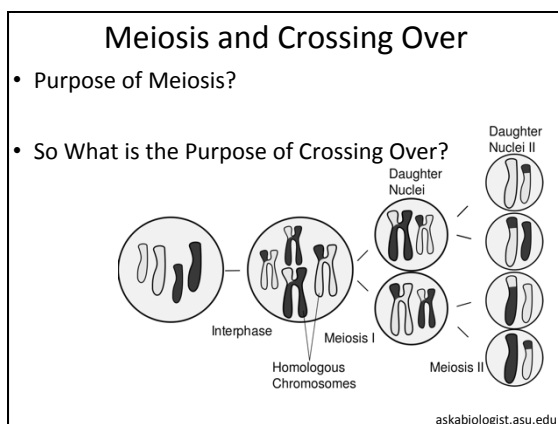 Meiosis and Crossing Over
• Purpose of Meiosis?
• So What is the Purpose of Crossing Over?
Daughter
Nuclei II
Daughter
Nuclei
Interphase
Meiosis I
Homologous
Chromosomes
Meiosis II
askabiologist.asu.edu